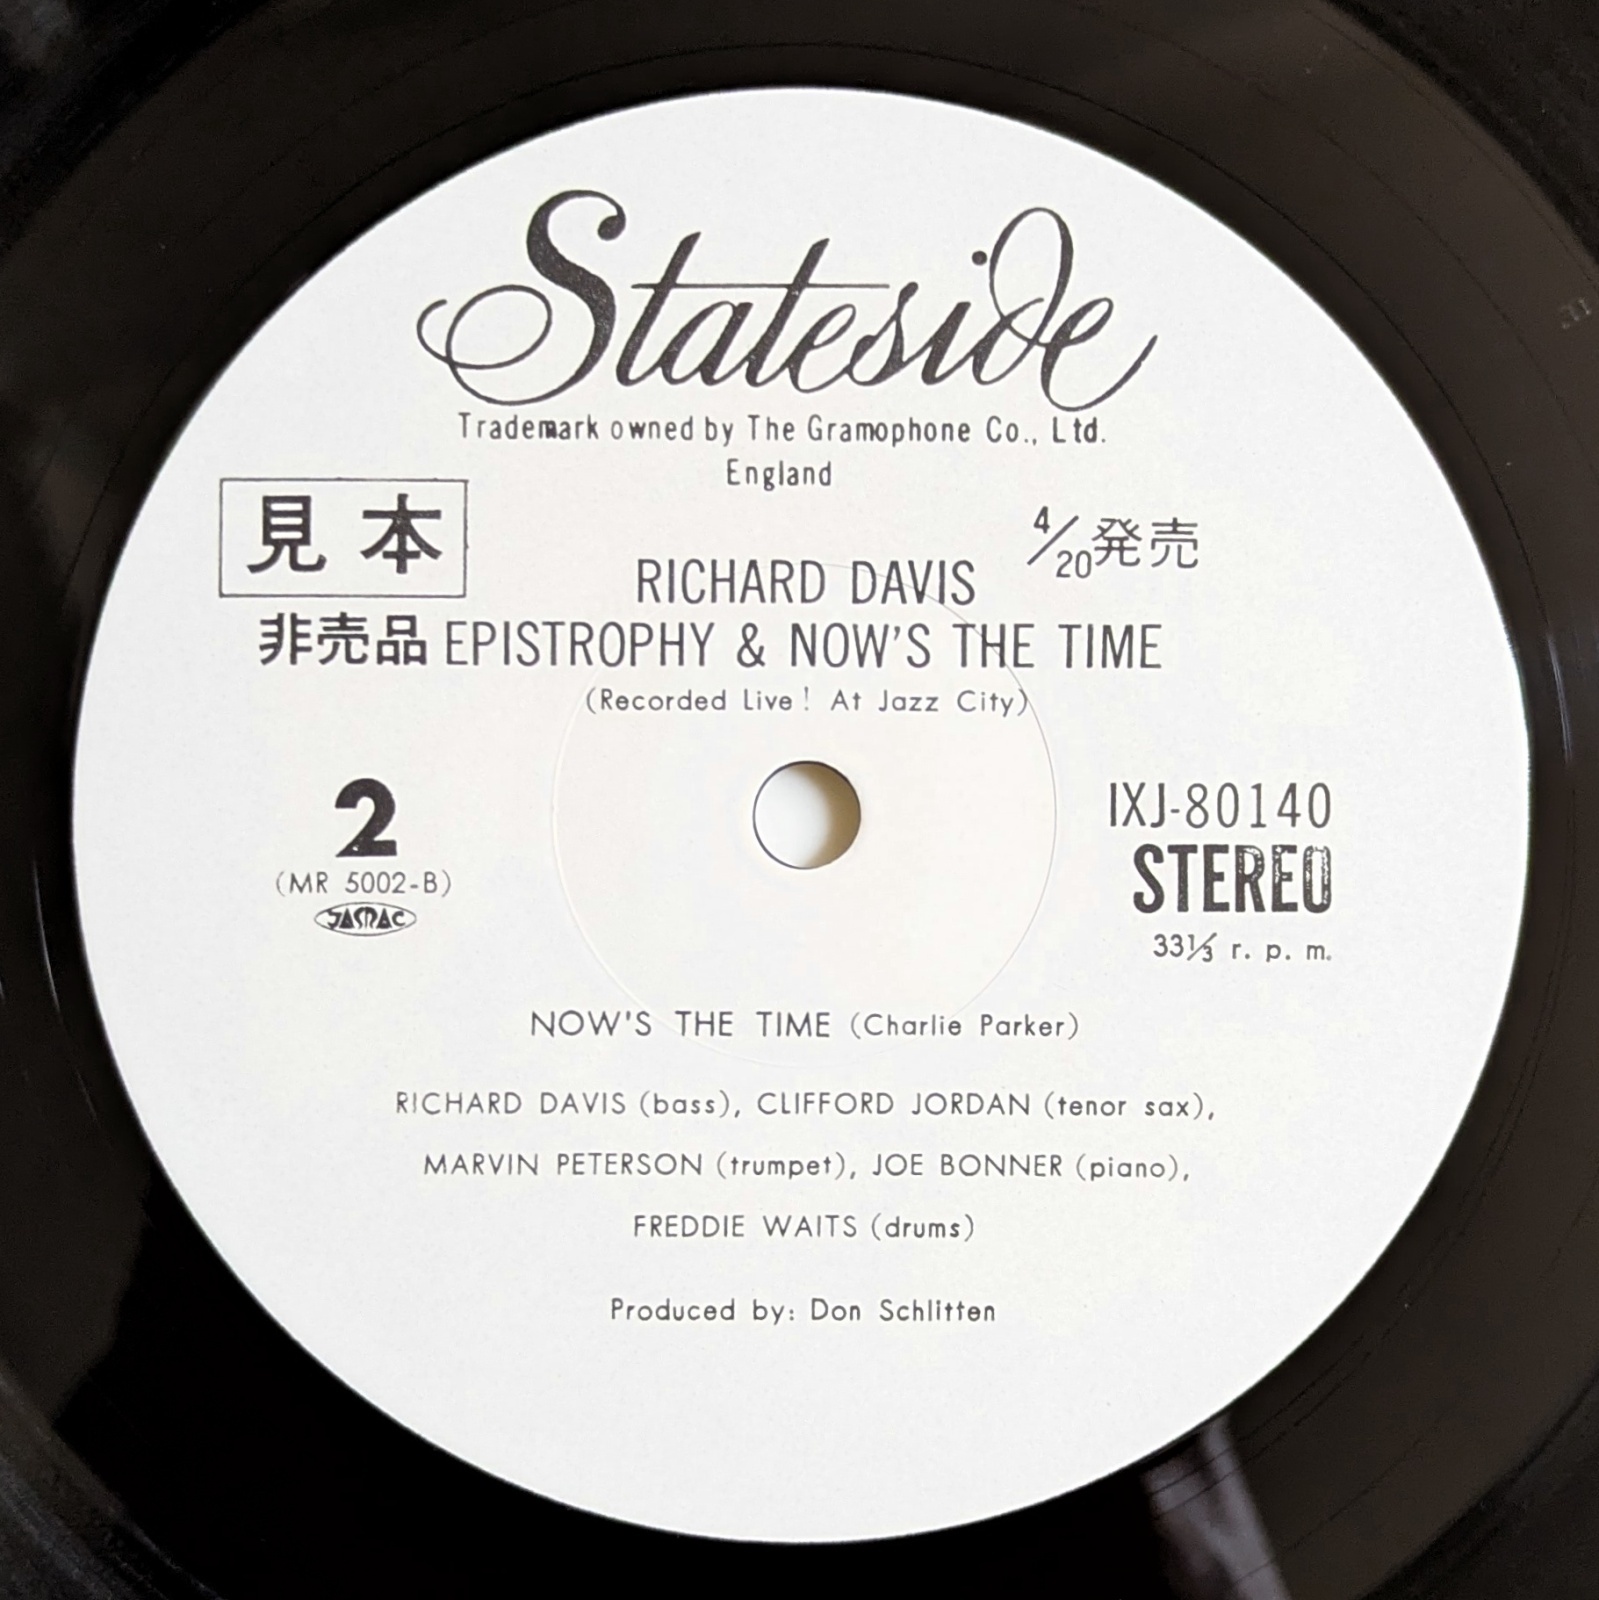 Stateside
Trademark owned by The Gramophone Co., Ltd.
England
見本
4/20発売
RICHARD DAVIS
非売品 EPISTROPHY & NOW'S THE TIME
(Recorded Live! At Jazz City)
2
(MR 5002-B)
JASRAC
IXJ-80140
STEREO
33⅓ r. p. m.
NOW'S THE TIME (Charlie Parker)
RICHARD DAVIS (bass), CLIFFORD JORDAN (tenor sax),
MARVIN PETERSON (trumpet), JOE BONNER (piano),
FREDDIE WAITS (drums)
Produced by: Don Schlitten